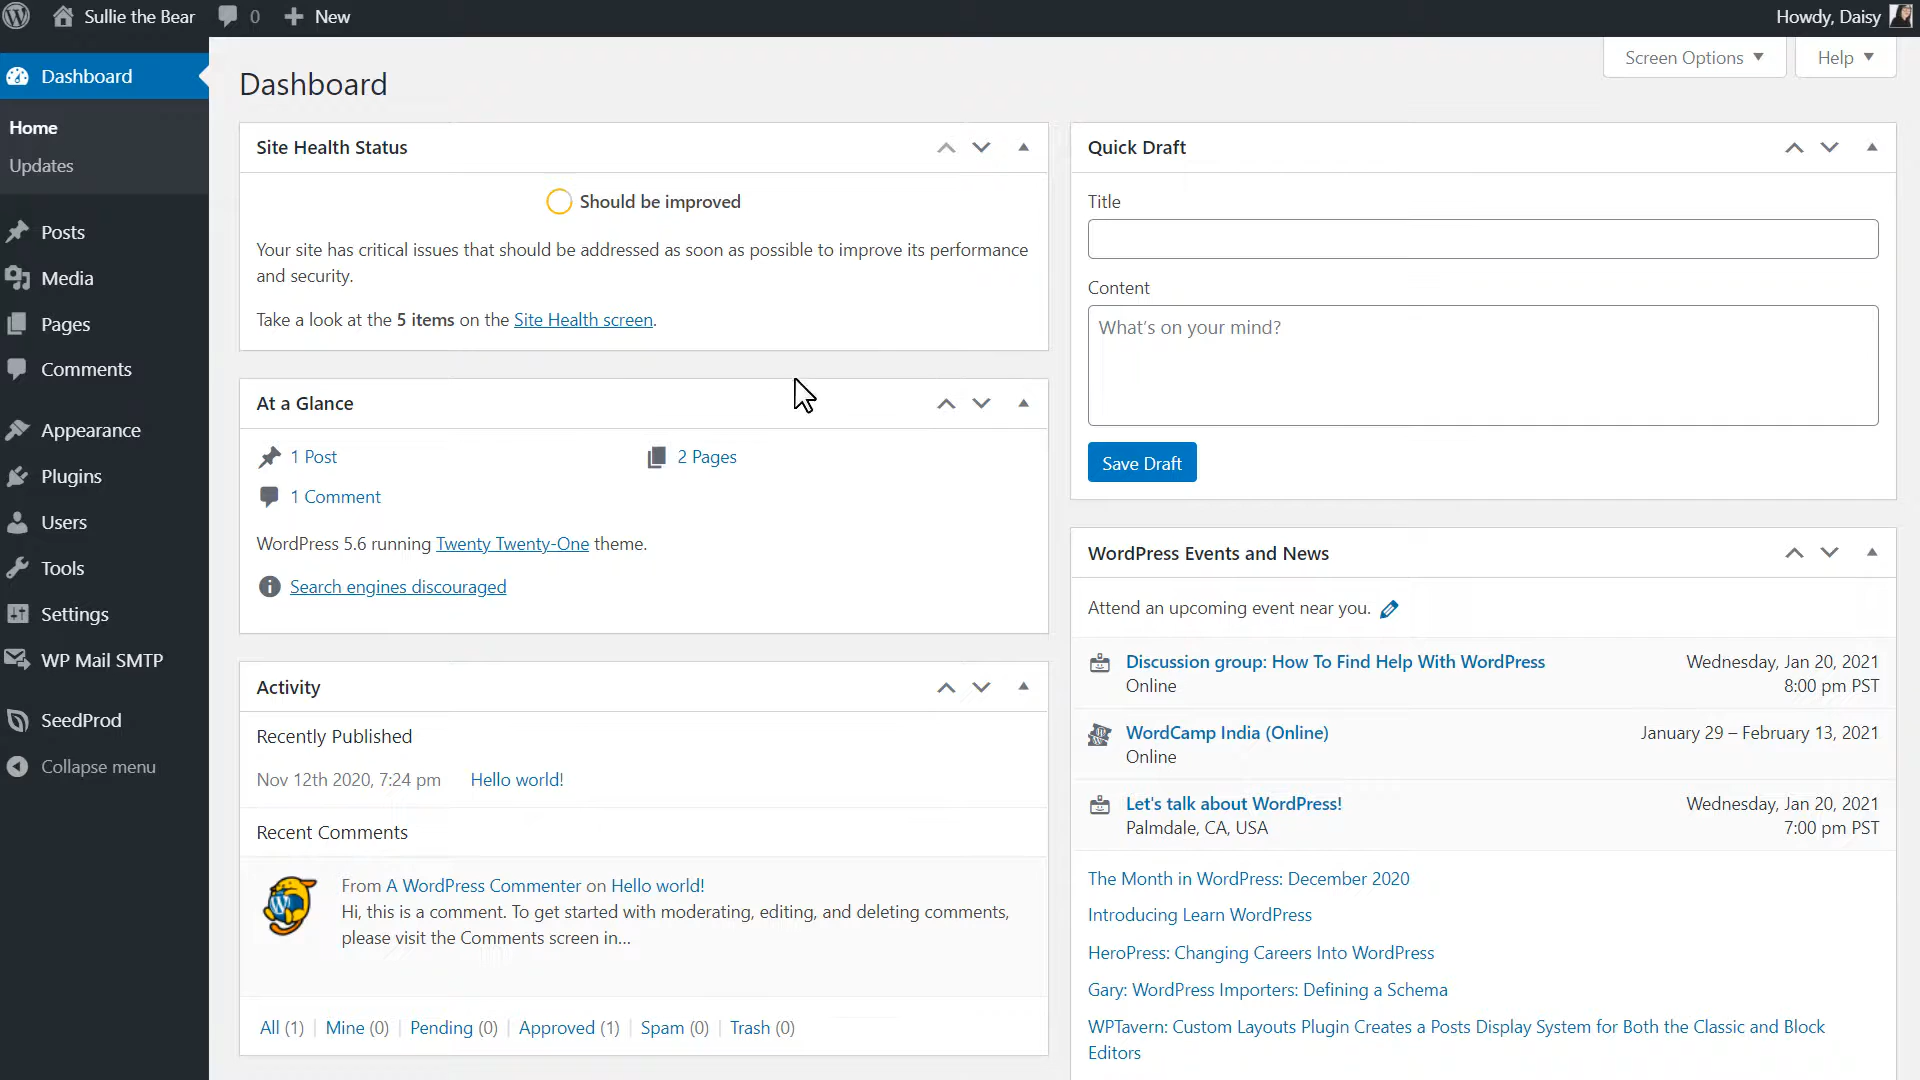 Sullie the Bear 0 New Howdy, Daisy
Dashboard
Home
Updates
Posts
Media
Pages
Comments
Appearance
Plugins
Users
Tools
Settings
WP Mail SMTP
SeedProd
Collapse menu
Screen Options Help
Dashboard
Site Health Status
Should be improved
Your site has critical issues that should be addressed as soon as possible to improve its performance
and security.
Take a look at the 5 items on the Site Health screen.
At a Glance
1 Post 2 Pages
1 Comment
WordPress 5.6 running Twenty Twenty-One theme.
Search engines discouraged
Activity
Recently Published
Nov 12th 2020, 7:24 pm Hello world!
Recent Comments
From A WordPress Commenter on Hello world!
Hi, this is a comment. To get started with moderating, editing, and deleting comments,
please visit the Comments screen in...
All (1) | Mine (0) | Pending (0) | Approved (1) | Spam (0) | Trash (0)
Quick Draft
Title
Content
What's on your mind?
Save Draft
WordPress Events and News
Attend an upcoming event near you.
Discussion group: How To Find Help With WordPress Wednesday, Jan 20, 2021
Online 8:00 pm PST
WordCamp India (Online) January 29 – February 13, 2021
Online
Let's talk about WordPress! Wednesday, Jan 20, 2021
Palmdale, CA, USA 7:00 pm PST
The Month in WordPress: December 2020
Introducing Learn WordPress
HeroPress: Changing Careers Into WordPress
Gary: WordPress Importers: Defining a Schema
WPTavern: Custom Layouts Plugin Creates a Posts Display System for Both the Classic and Block
Editors